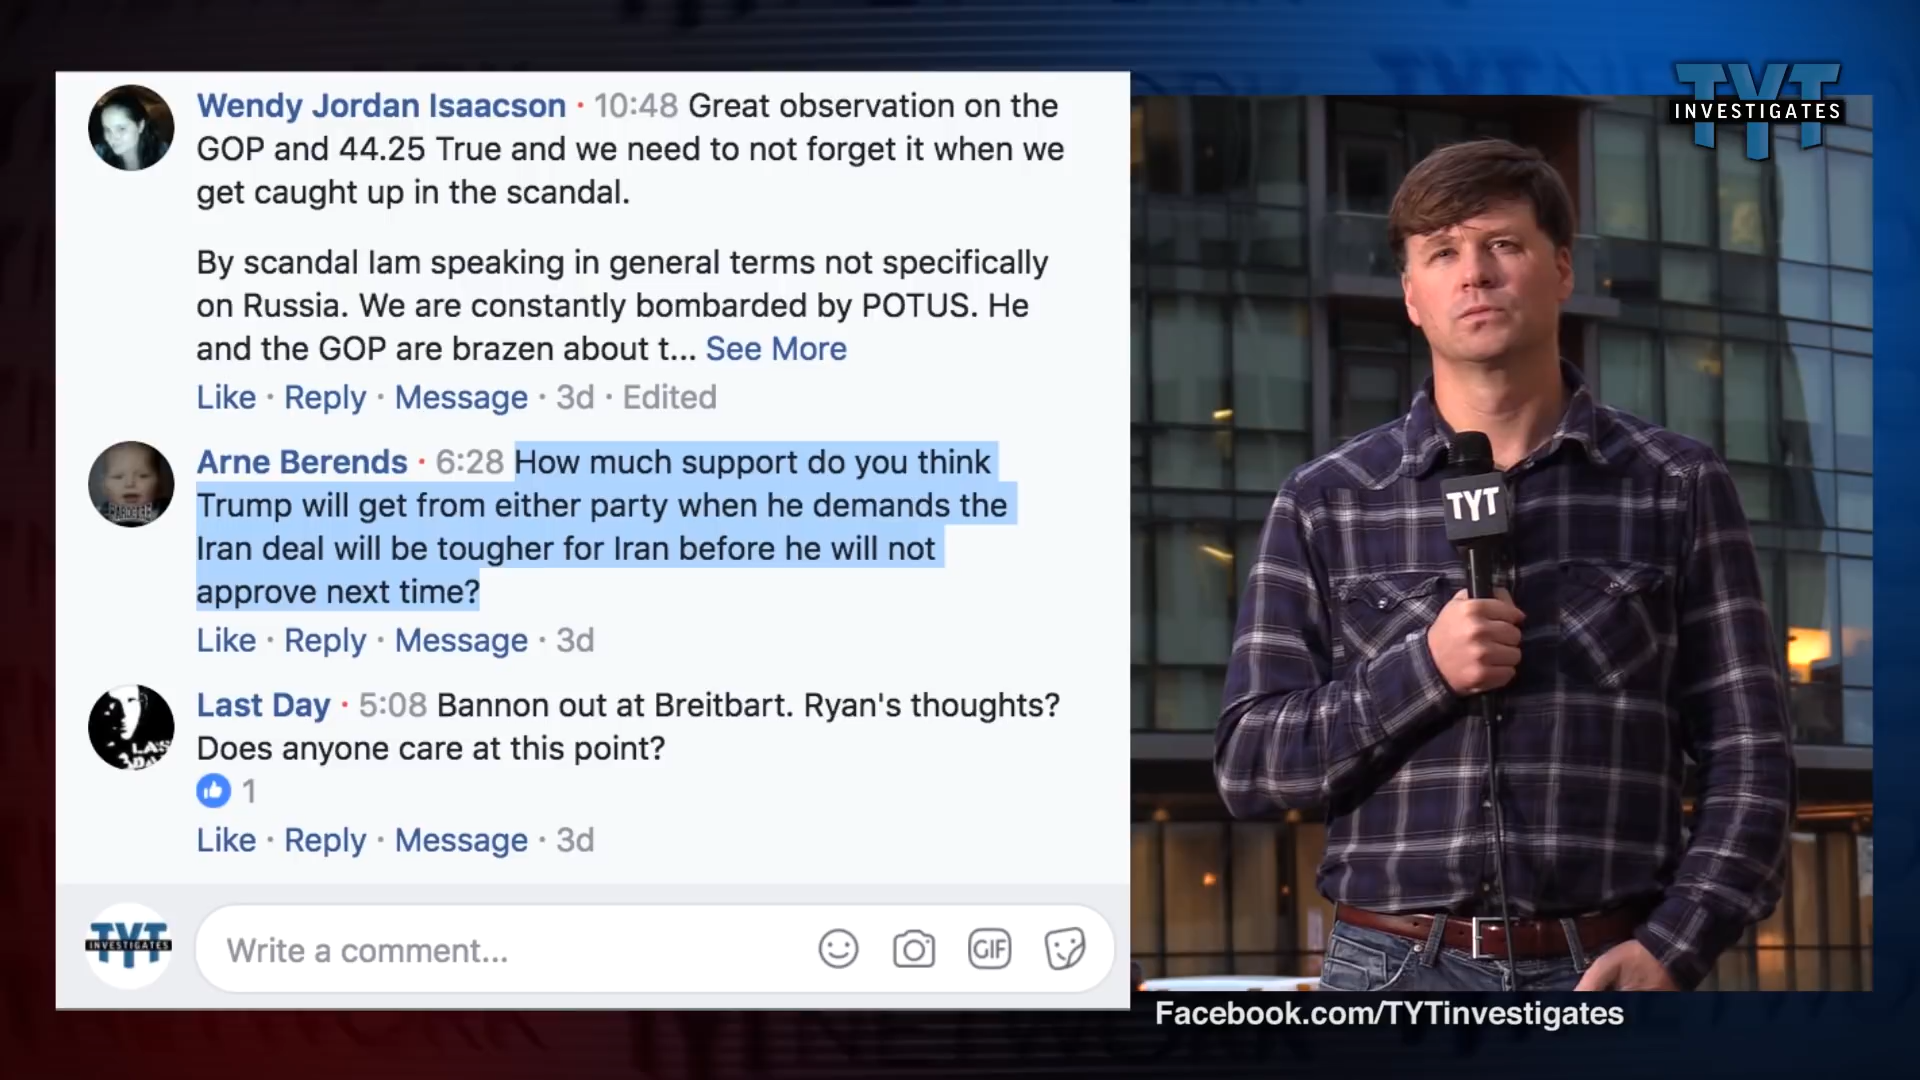 Wendy Jordan Isaacson · 10:48 Great observation on the
GOP and 44.25 True and we need to not forget it when we
get caught up in the scandal.
By scandal Iam speaking in general terms not specifically
on Russia. We are constantly bombarded by POTUS. He
and the GOP are brazen about t... See More
Like · Reply · Message · 3d · Edited
Arne Berends · 6:28 How much support do you think
Trump will get from either party when he demands the
Iran deal will be tougher for Iran before he will not
approve next time?
Like · Reply · Message · 3d
Last Day · 5:08 Bannon out at Breitbart. Ryan's thoughts?
Does anyone care at this point?
1
Like · Reply · Message · 3d
TYT
INVESTIGATES
Write a comment...
GIF
TYT
INVESTIGATES
TYT
Facebook.com/TYTinvestigates